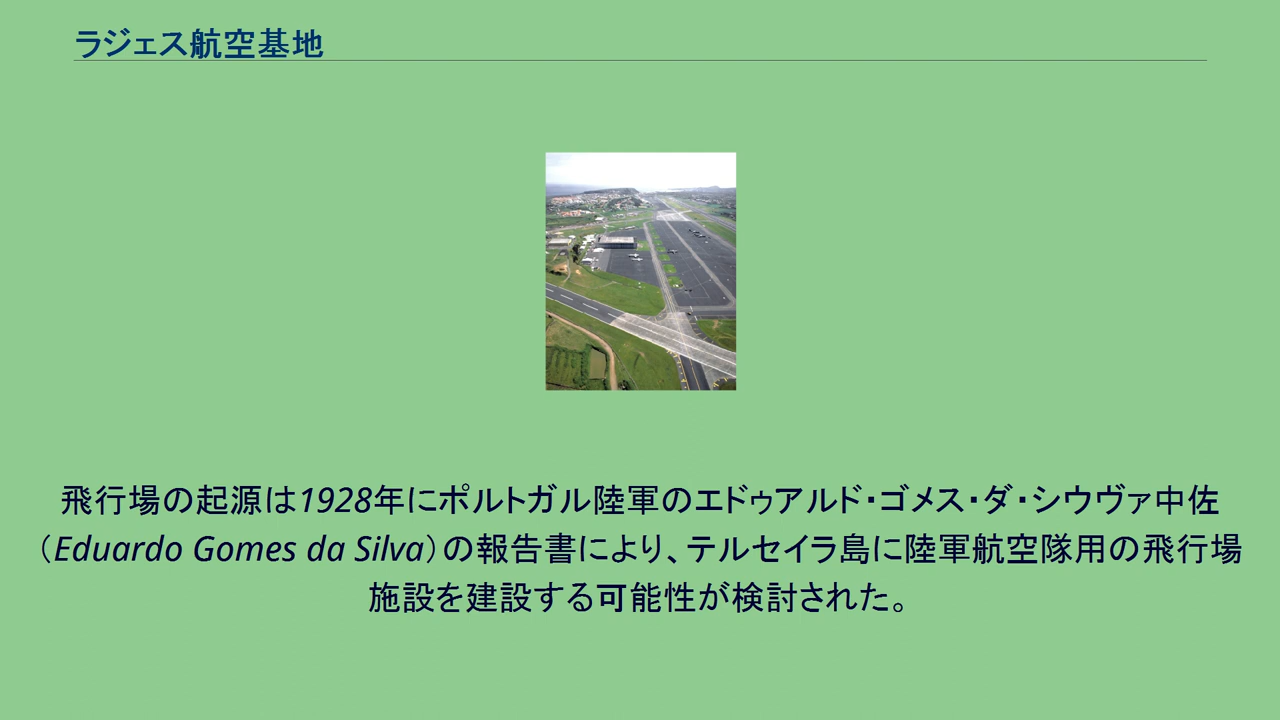 ラジェス航空基地
飛行場の起源は1928年にポルトガル陸軍のエドゥアルド・ゴメス・ダ・シウヴァ中佐
（Eduardo Gomes da Silva）の報告書により、テルセイラ島に陸軍航空隊用の飛行場
施設を建設する可能性が検討された。